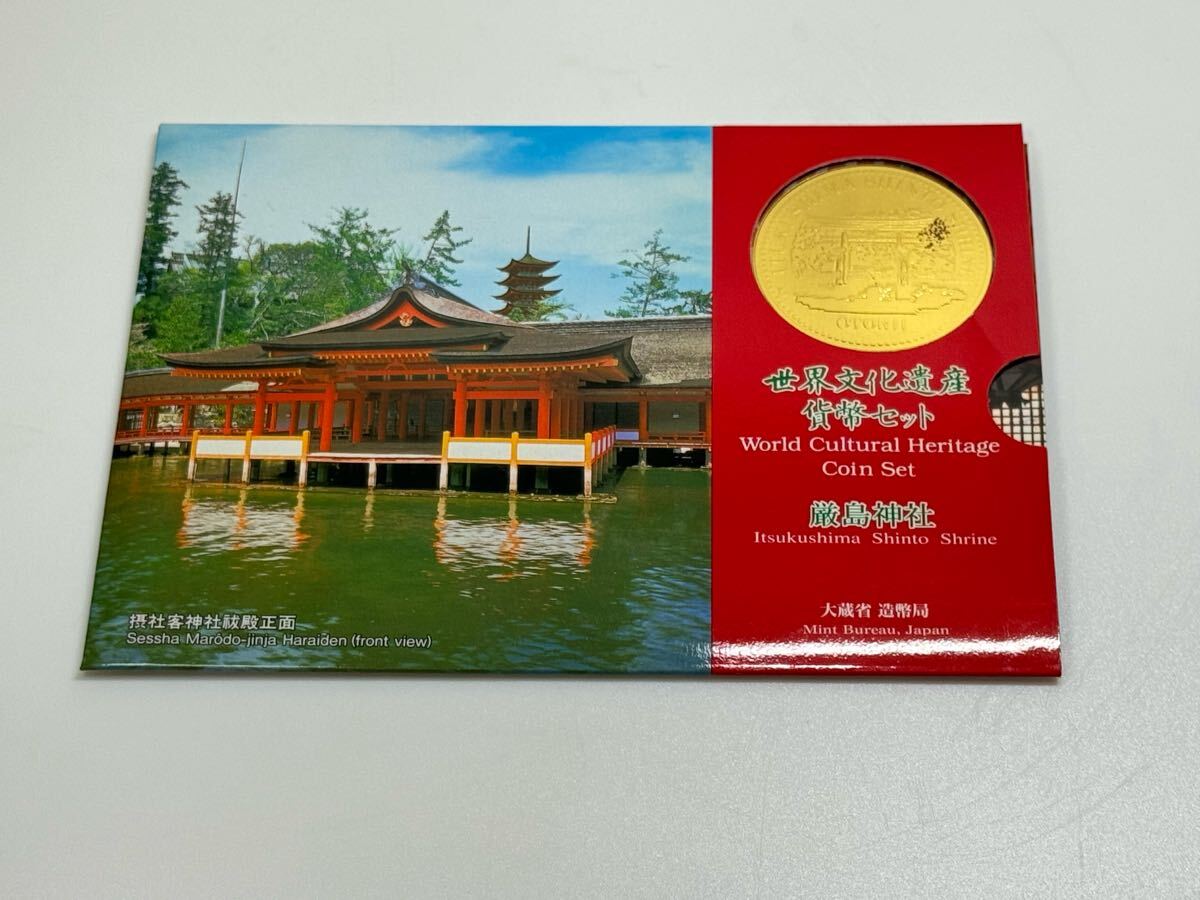 世界文化遺産
貨幣セット
World Cultural Heritage
Coin Set
厳島神社
Itsukushima Shinto Shrine
大蔵省 造幣局
Mint Bureau, Japan
摂社客神社祓殿正面
Sessha Marôdo-jinja Haraiden (front view)